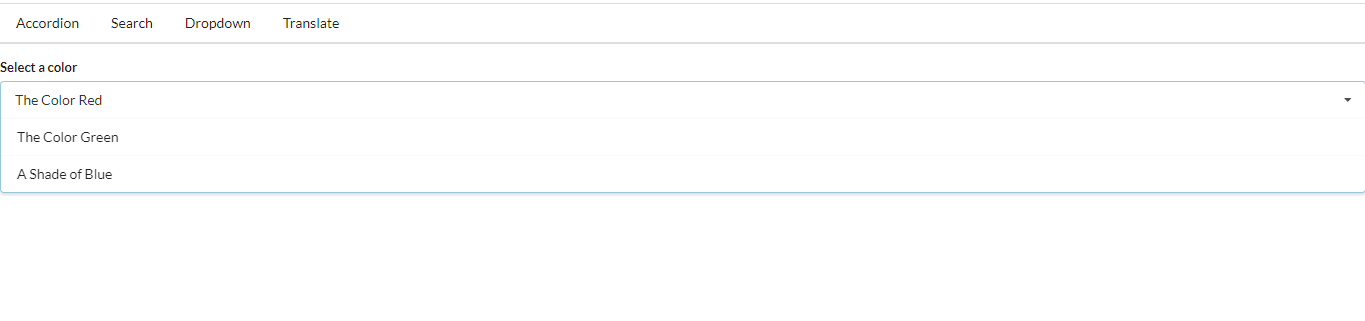 Accordion Search Dropdown Translate
Select a color
The Color Red
The Color Green
A Shade of Blue